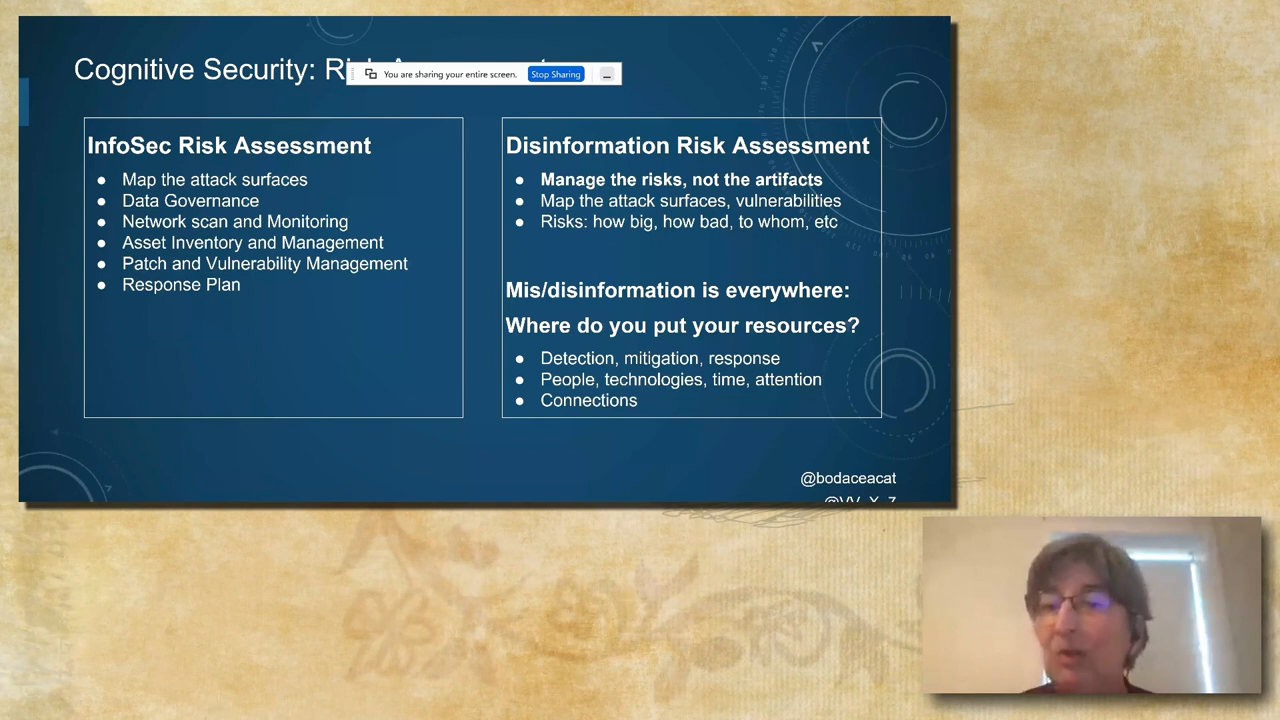 Cognitive Security:
You are sharing your entire screen.
Stop Sharing
InfoSec Risk Assessment
● Map the attack surfaces
● Data Governance
● Network scan and Monitoring
● Asset Inventory and Management
● Patch and Vulnerability Management
● Response Plan
Disinformation Risk Assessment
● Manage the risks, not the artifacts
● Map the attack surfaces, vulnerabilities
● Risks: how big, how bad, to whom, etc
Mis/disinformation is everywhere:
Where do you put your resources?
● Detection, mitigation, response
● People, technologies, time, attention
● Connections
@bodaceacat